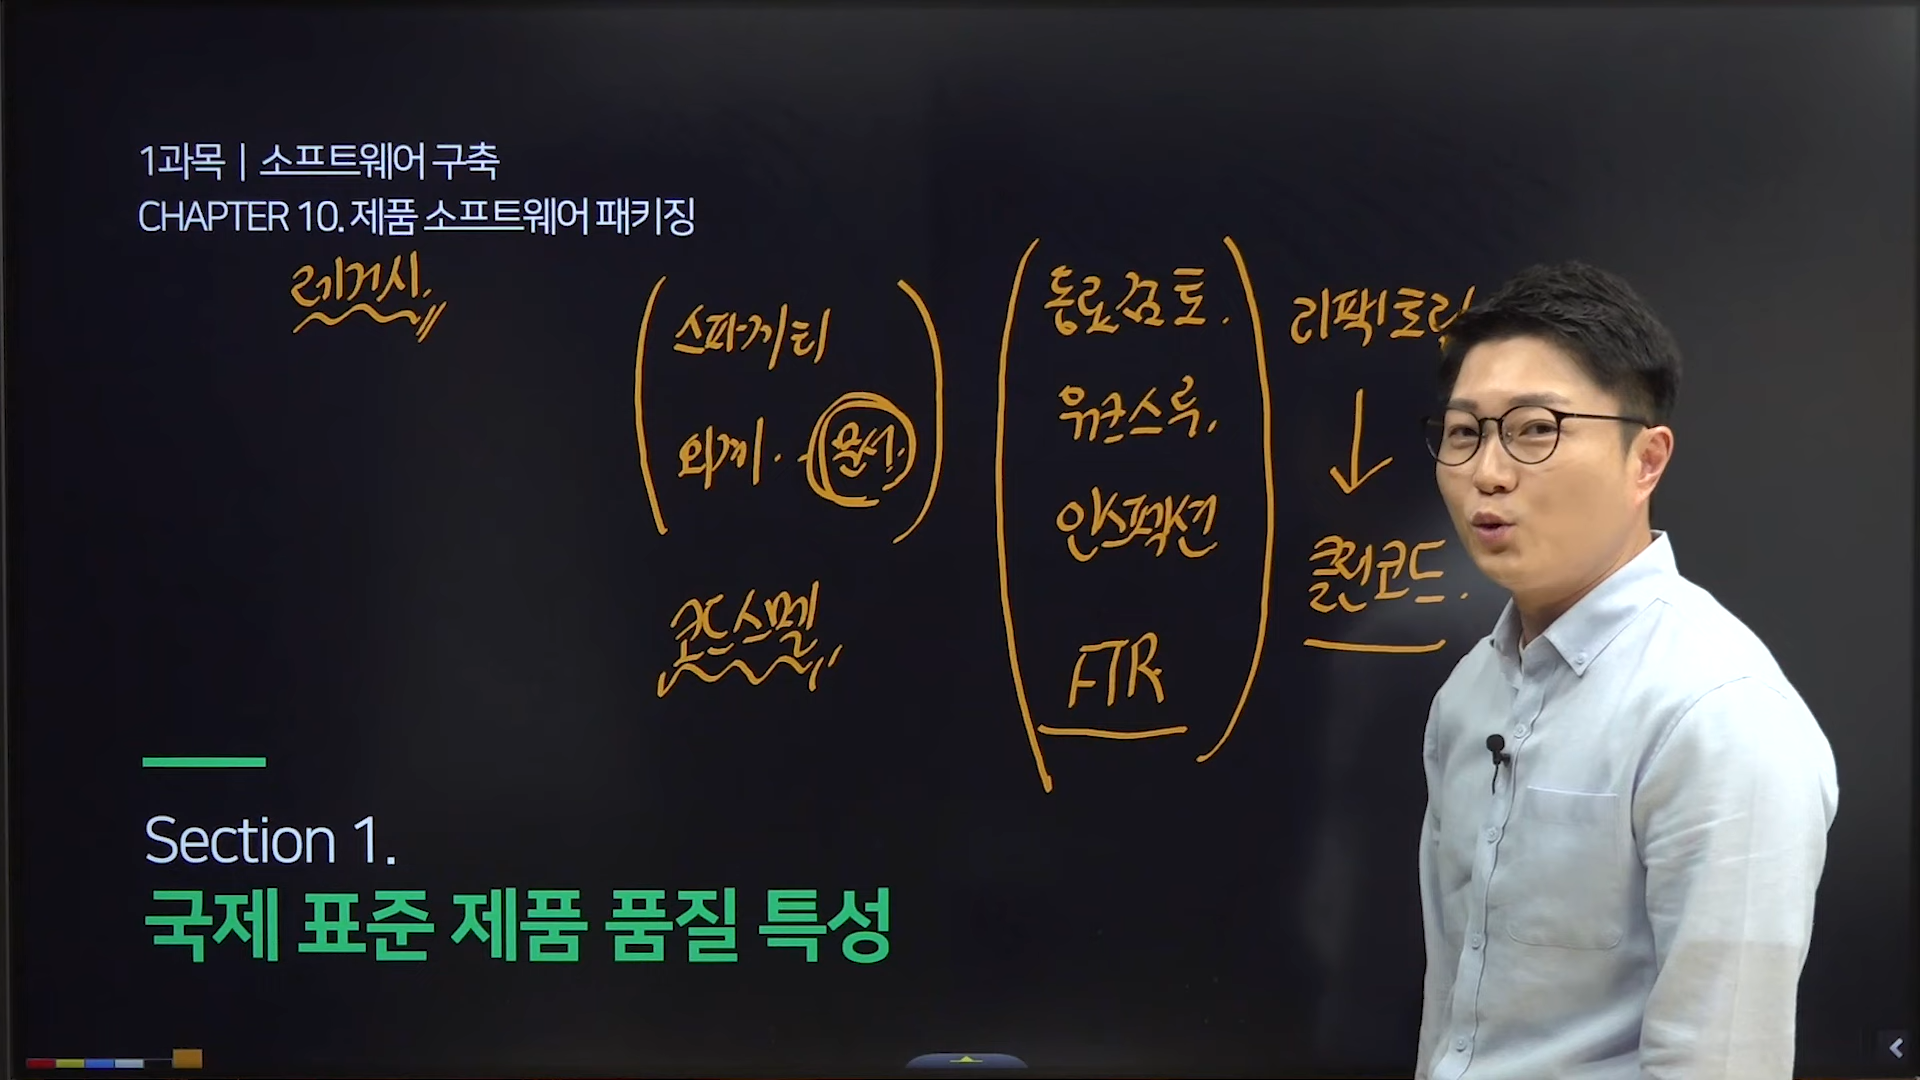 1과목 | 소프트웨어 구축
CHAPTER 10. 제품 소프트웨어 패키징
레거시.
스파게티
외계. 문서.
코드스멜
동료검토.
워크스루.
인스펙션
FTR
리팩토링
클린코드.
Section 1.
국제 표준 제품 품질 특성